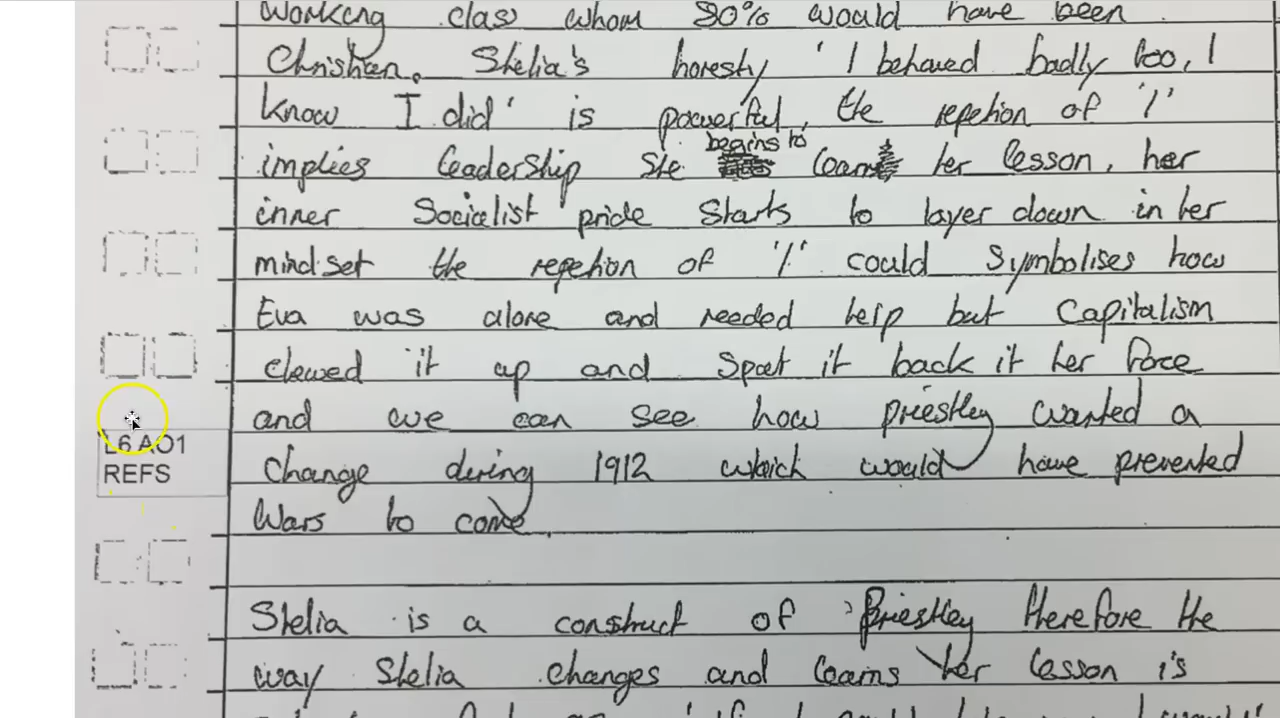 Working class whom 90% would have been
Christian. Shelia's honesty 'I behaved badly too, I
know I did' is powerful, the repetion of 'I'
implies leadership She begins to learn her lesson, her
inner Socialist pride starts to layer down in her
mindset the repetion of 'I' could symbolises how
Eva was alone and needed help but Capitalism
chewed it up and Spat it back it her face
and we can see how priestley wanted a
L6 AO1
REFS
change during 1912 which would have prevented
Wars to come.
Shelia is a construct of Priestley therefore the
way Shelia changes and learns her lesson is